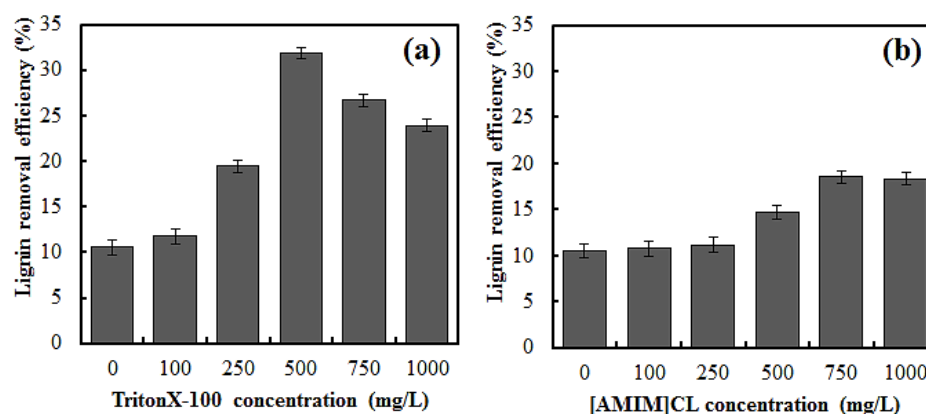 (a)
Lignin removal efficiency (%)
35
30
25
20
15
10
5
0
0 100 250 500 750 1000
TritonX-100 concentration (mg/L)
(b)
Lignin removal efficiency (%)
35
30
25
20
15
10
5
0
0 100 250 500 750 1000
[AMIM]CL concentration (mg/L)